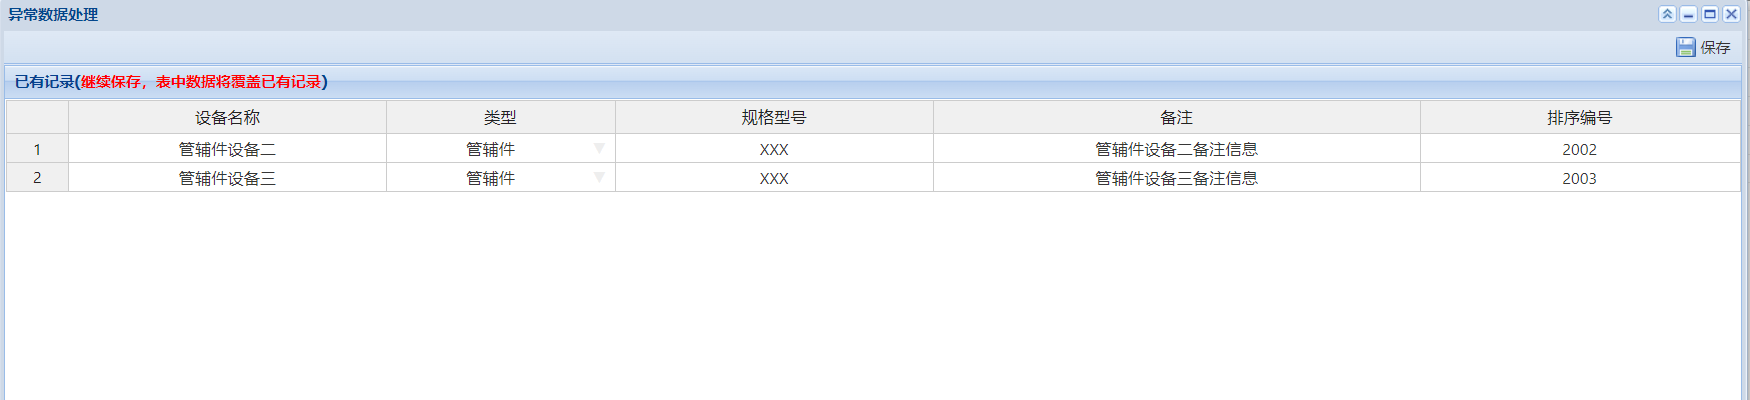 异常数据处理
保存
已有记录(继续保存，表中数据将覆盖已有记录)
设备名称 类型 规格型号 备注 排序编号
1 管辅件设备二 管辅件 XXX 管辅件设备二备注信息 2002
2 管辅件设备三 管辅件 XXX 管辅件设备三备注信息 2003